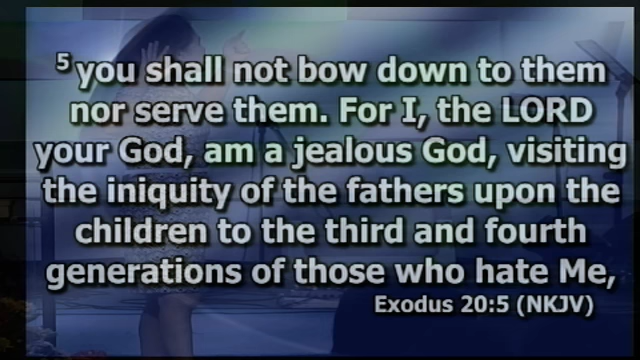 5 you shall not bow down to them
nor serve them. For I, the LORD
your God, am a jealous God, visiting
the iniquity of the fathers upon the
children to the third and fourth
generations of those who hate Me,
Exodus 20:5 (NKJV)